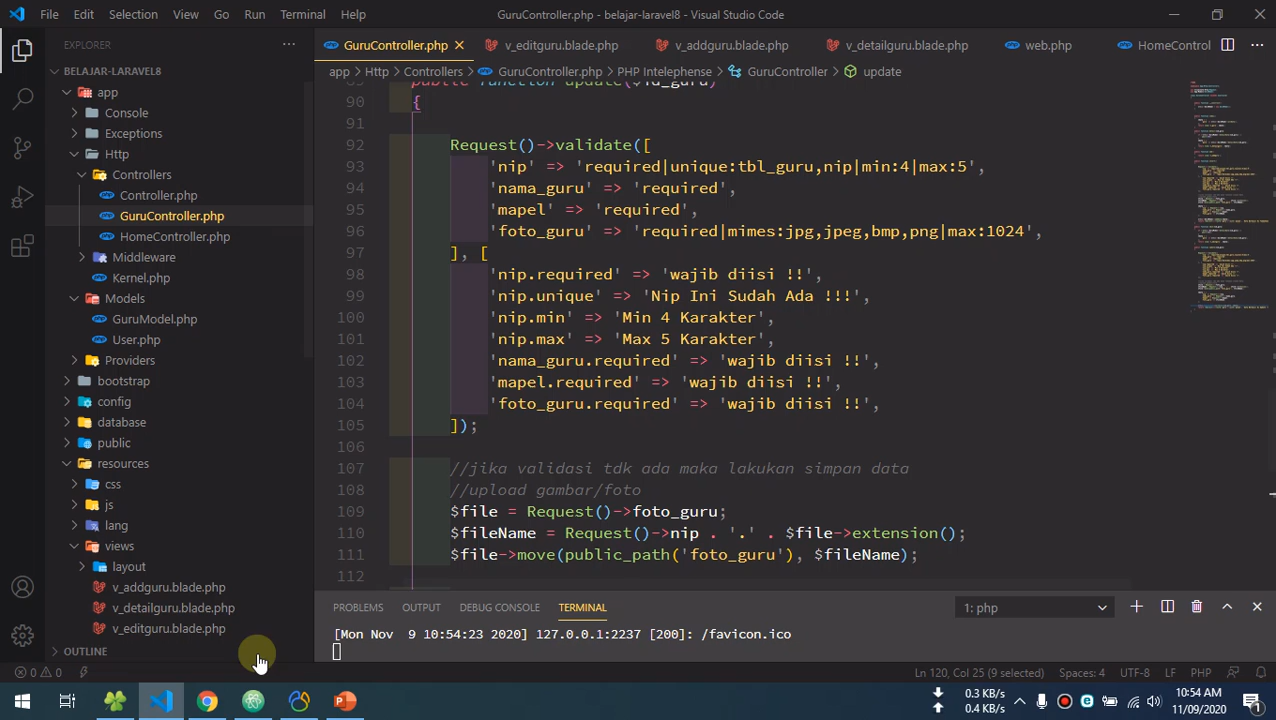 File Edit Selection View Go Run Terminal Help GuruController.php - belajar-laravel8 - Visual Studio Code
EXPLORER
GuruController.php v_editguru.blade.php v_addguru.blade.php v_detailguru.blade.php web.php HomeControl
BELAJAR-LARAVEL8
app > Http > Controllers > GuruController.php > PHP Intelephense > GuruController > update
app
Console
Exceptions
Http
Controllers
Controller.php
GuruController.php
HomeController.php
Middleware
Kernel.php
Models
GuruModel.php
User.php
Providers
bootstrap
config
database
public
resources
css
js
lang
views
layout
v_addguru.blade.php
v_detailguru.blade.php
v_editguru.blade.php
OUTLINE
89 public function update($id_guru)
90 {
91
92 Request()->validate([
93 'nip' => 'required|unique:tbl_guru,nip|min:4|max:5',
94 'nama_guru' => 'required',
95 'mapel' => 'required',
96 'foto_guru' => 'required|mimes:jpg,jpeg,bmp,png|max:1024',
97 ], [
98 'nip.required' => 'wajib diisi !!',
99 'nip.unique' => 'Nip Ini Sudah Ada !!!',
100 'nip.min' => 'Min 4 Karakter',
101 'nip.max' => 'Max 5 Karakter',
102 'nama_guru.required' => 'wajib diisi !!',
103 'mapel.required' => 'wajib diisi !!',
104 'foto_guru.required' => 'wajib diisi !!',
105 ]);
106
107 //jika validasi tdk ada maka lakukan simpan data
108 //upload gambar/foto
109 $file = Request()->foto_guru;
110 $fileName = Request()->nip . '.' . $file->extension();
111 $file->move(public_path('foto_guru'), $fileName);
112
PROBLEMS OUTPUT DEBUG CONSOLE TERMINAL 1: php
[Mon Nov 9 10:54:23 2020] 127.0.0.1:2237 [200]: /favicon.ico
0 0 Ln 120, Col 25 (9 selected) Spaces: 4 UTF-8 LF PHP
0.3 KB/s
0.4 KB/s
10:54 AM
11/09/2020
1